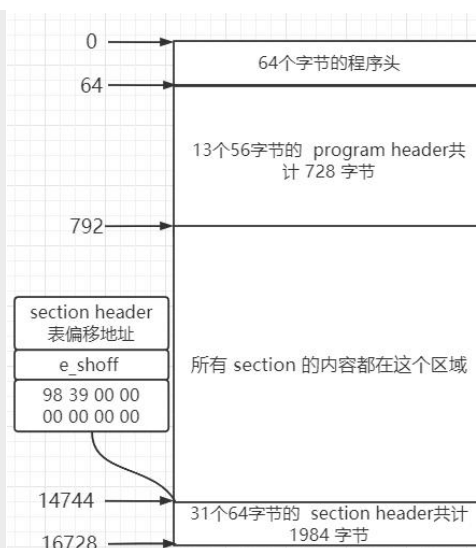 0
64个字节的程序头
64
13个56字节的 program header共
计 728 字节
792
section header
表偏移地址
e_shoff
98 39 00 00
00 00 00 00
所有 section 的内容都在这个区域
14744
31个64字节的 section header共计
1984 字节
16728